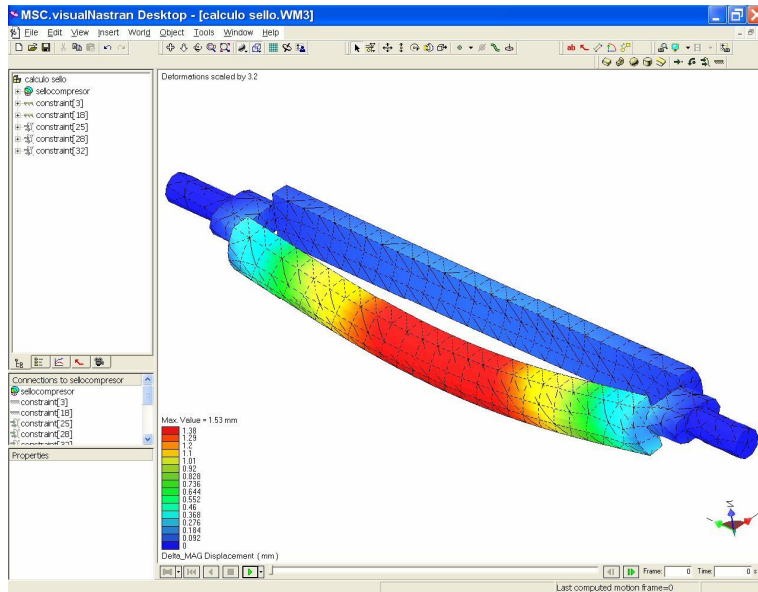 MSC.visualNastran Desktop - [calculo sello.WM3]
File Edit View Insert World Object Tools Window Help
calculo sello
sellocompresor
constraint[3]
constraint[18]
constraint[25]
constraint[28]
constraint[32]
Connections to sellocompresor
sellocompresor
constraint[3]
constraint[18]
constraint[25]
constraint[28]
constraint[32]
Properties
Deformations scaled by 3.2
Max. Value = 1.53 mm
1.38
1.29
1.2
1.1
1.01
0.92
0.828
0.736
0.644
0.552
0.46
0.368
0.276
0.184
0.092
0
Delta_MAG Displacement ( mm )
Frame: 0 Time: 0 s
Last computed motion frame=0